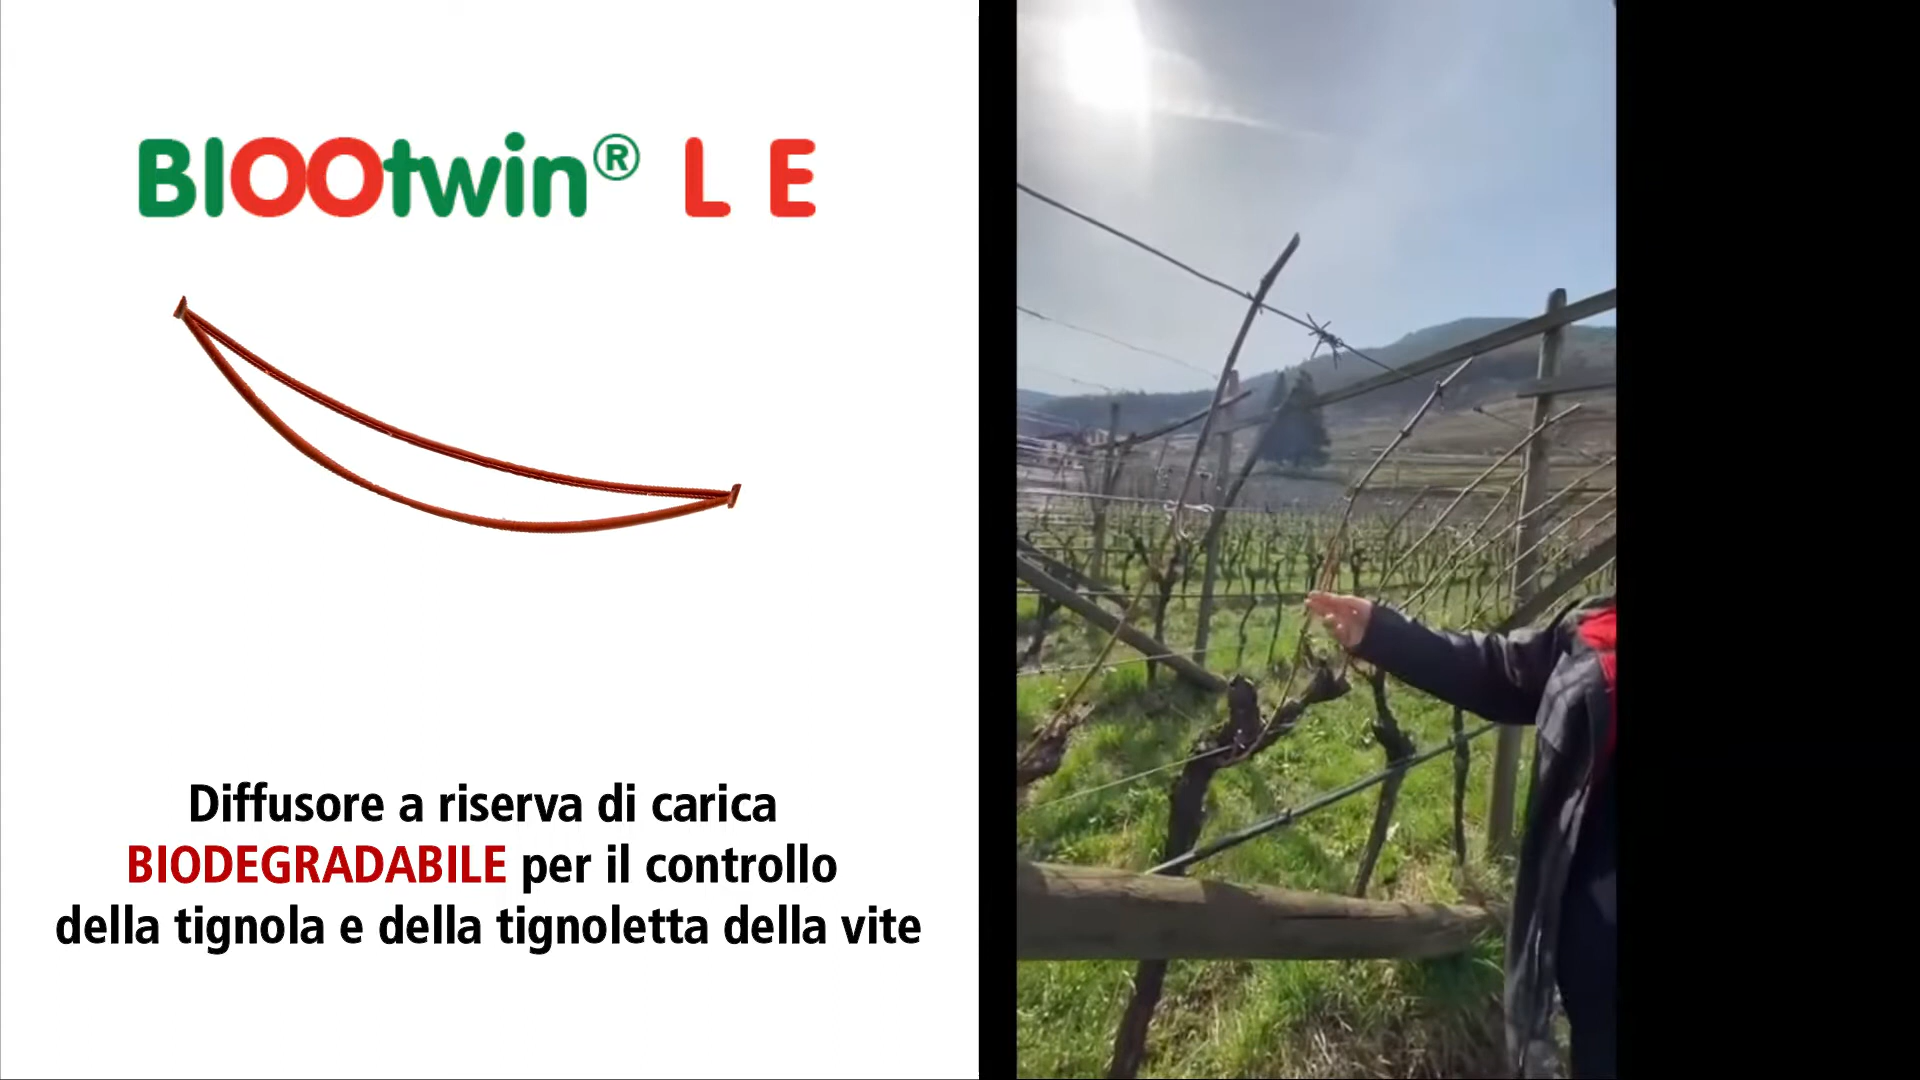 BIOOtwin® L E
Diffusore a riserva di carica
BIODEGRADABILE per il controllo
della tignola e della tignoletta della vite